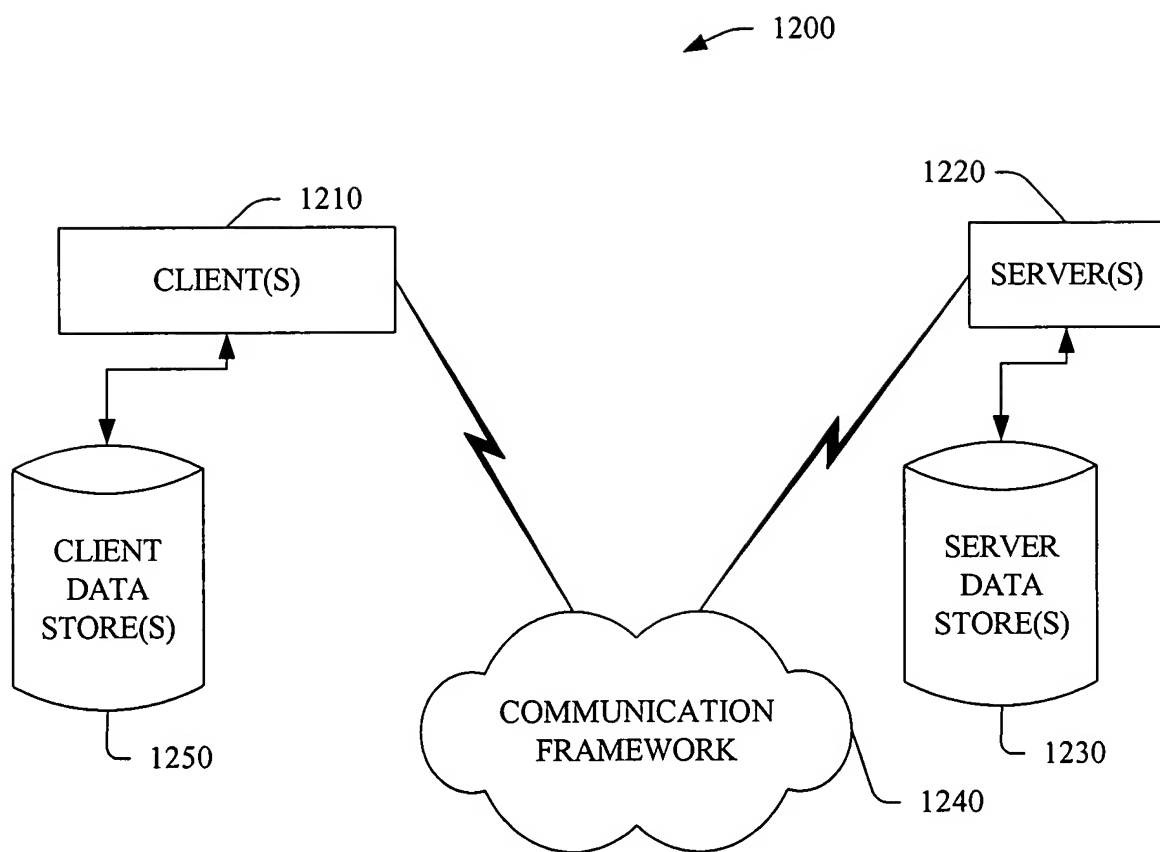 1200
1210
1220
CLIENT(S)
SERVER(S)
CLIENT
DATA
STORE(S)
SERVER
DATA
STORE(S)
COMMUNICATION
FRAMEWORK
1250
1230
1240